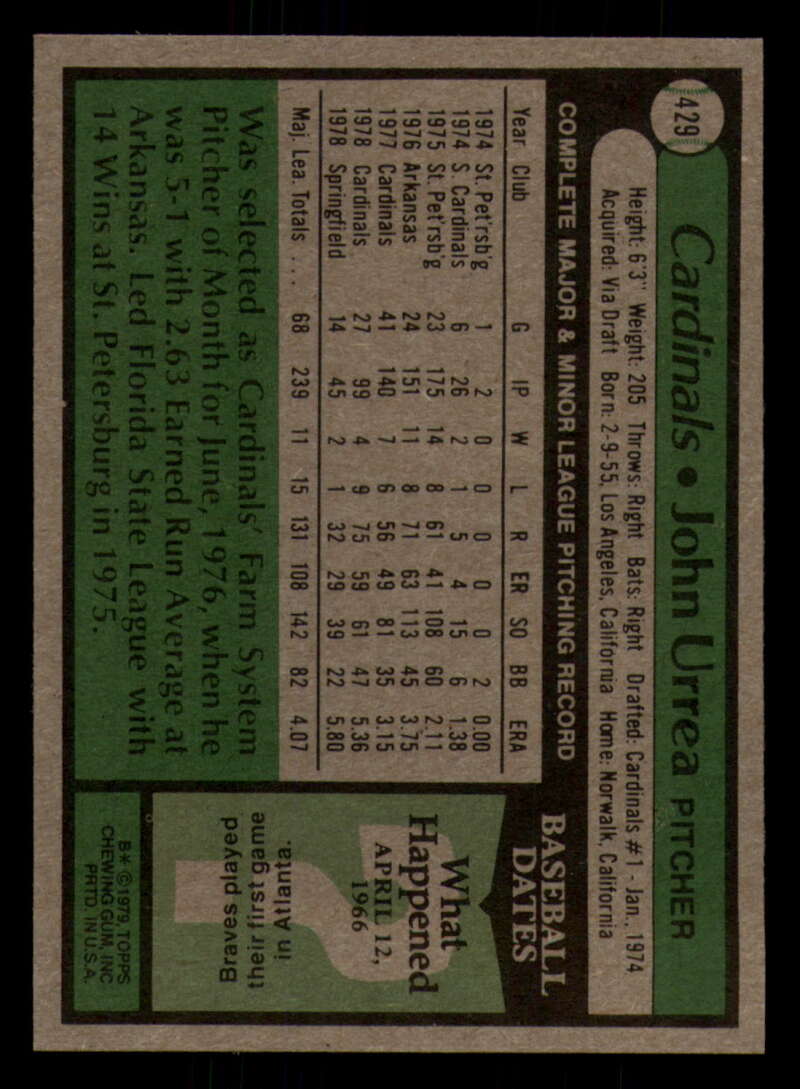 429
Cardinals • John Urrea PITCHER
Height: 6'3" Weight: 205 Throws: Right Bats: Right Drafted: Cardinals #1 - Jan., 1974
Acquired: Via Draft Born: 2-9-55, Los Angeles, California Home: Norwalk, California
COMPLETE MAJOR & MINOR LEAGUE PITCHING RECORD
Year Club G IP W L R ER SO BB ERA
1974 St. Pet'rsb'g 1 2 0 0 0 0 0 2 0.00
1974 S. Cardinals 6 26 2 1 5 4 15 6 1.38
1975 St. Pet'rsb'g 23 175 14 8 61 41 108 60 2.11
1976 Arkansas 24 151 11 8 71 63 113 45 3.75
1977 Cardinals 41 140 7 6 56 49 81 35 3.15
1978 Cardinals 27 99 4 9 75 59 61 47 5.36
1978 Springfield 14 45 2 1 32 29 39 22 5.80
Maj. Lea. Totals . . . 68 239 11 15 131 108 142 82 4.07
Was selected as Cardinals' Farm System
Pitcher of Month for June, 1976, when he
was 5-1 with 2.63 Earned Run Average at
Arkansas. Led Florida State League with
14 Wins at St. Petersburg in 1975.
BASEBALL
DATES
What
Happened
APRIL 12,
1966
?
Braves played
their first game
in Atlanta.
B* © 1979, TOPPS
CHEWING GUM, INC
PRTD. IN U.S.A.